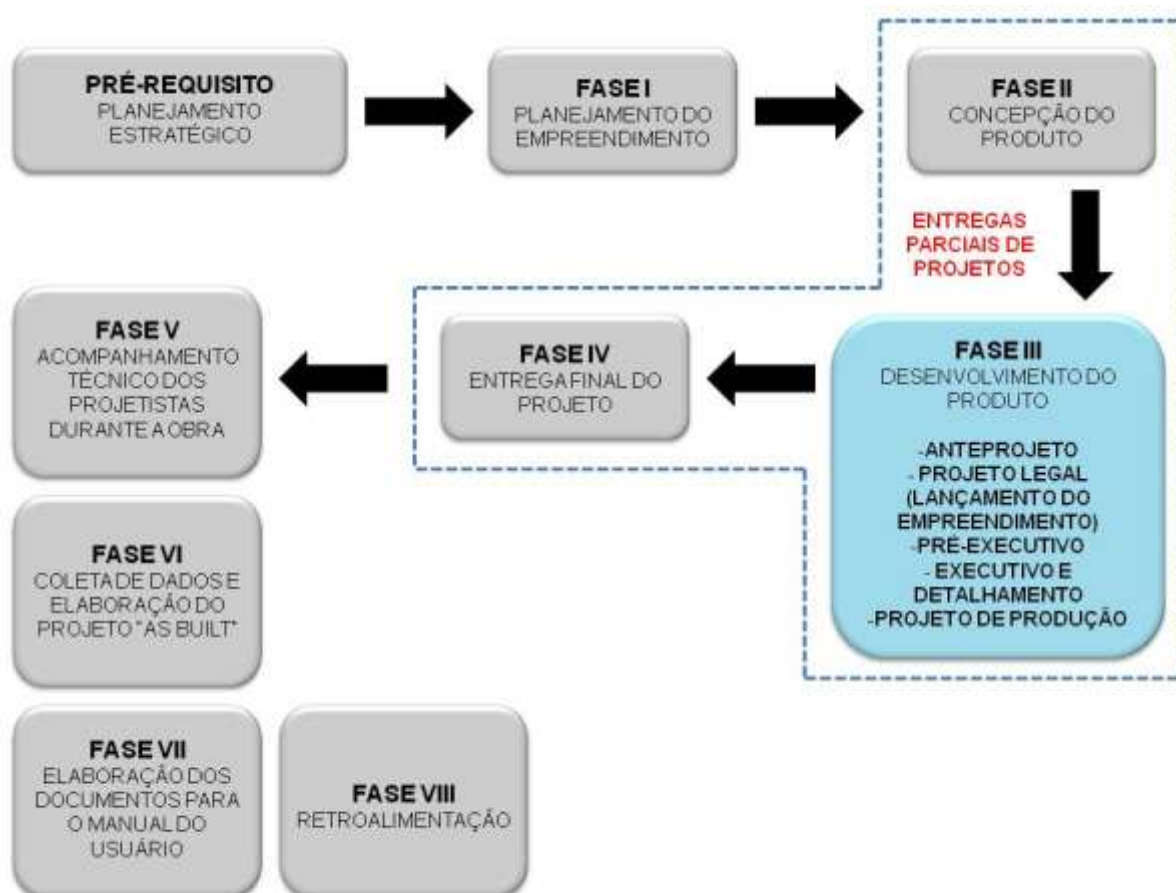 PRÉ-REQUISITO
PLANEJAMENTO
ESTRATÉGICO
FASE I
PLANEJAMENTO DO
EMPREENDIMENTO
FASE II
CONCEPÇÃO DO
PRODUTO
ENTREGAS
PARCIAIS DE
PROJETOS
FASE III
DESENVOLVIMENTO DO
PRODUTO
-ANTEPROJETO
- PROJETO LEGAL
(LANÇAMENTO DO
EMPREENDIMENTO)
-PRÉ-EXECUTIVO
- EXECUTIVO E
DETALHAMENTO
-PROJETO DE PRODUÇÃO
FASE IV
ENTREGA FINAL DO
PROJETO
FASE V
ACOMPANHAMENTO
TÉCNICO DOS
PROJETISTAS
DURANTE A OBRA
FASE VI
COLETA DE DADOS E
ELABORAÇÃO DO
PROJETO "AS BUILT"
FASE VII
ELABORAÇÃO DOS
DOCUMENTOS PARA
O MANUAL DO
USUÁRIO
FASE VIII
RETROALIMENTAÇÃO